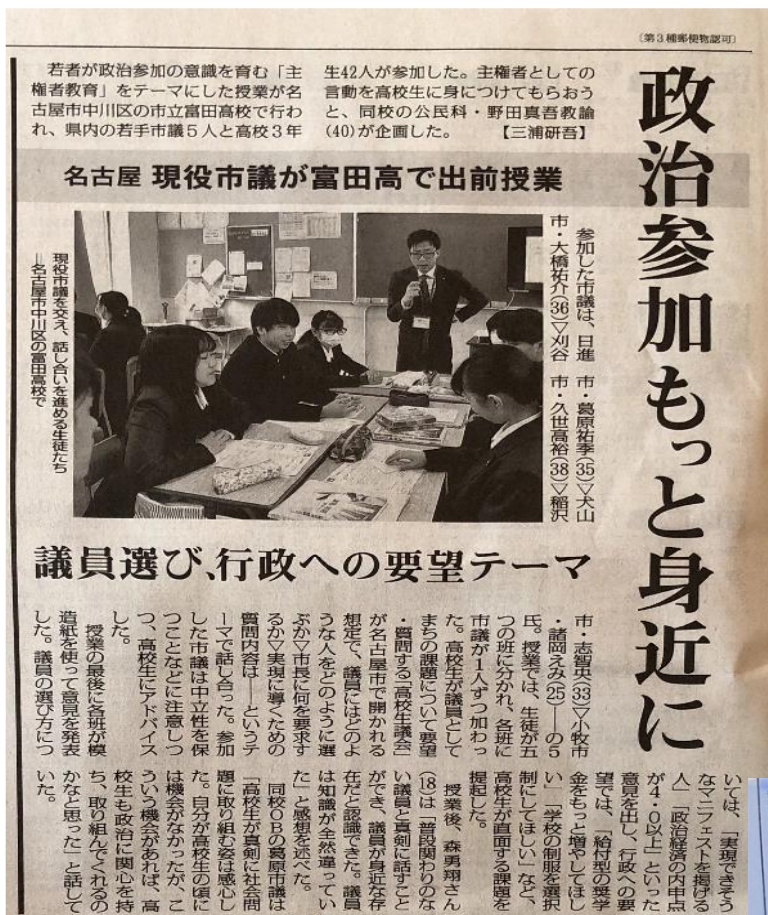 〔第3種郵便物認可〕
政治参加もっと身近に
若者が政治参加の意識を育む「主
権者教育」をテーマにした授業が名
古屋市中川区の市立富田高校で行わ
れ、県内の若手市議5人と高校3年
生42人が参加した。主権者としての
言動を高校生に身につけてもらおう
と、同校の公民科・野田真吾教諭
(40)が企画した。　【三浦研吾】
名古屋 現役市議が富田高で出前授業
現役市議を交え、話し合いを進める生徒たち
―名古屋市中川区の富田高校で
議員選び、行政への要望テーマ
参加した市議は、日進
市・大橋祐介(36)▽刈谷
市・葛原祐季(35)▽犬山
市・久世高裕(38)▽稲沢
市・志智央(33)▽小牧市
・諸岡えみ(25)――の5
氏。授業では、生徒が五
つの班に分かれ、各班に
市議が1人ずつ加わっ
た。高校生が議員として
まちの課題について要望
・質問する「高校生議会」
が名古屋市で開かれる
想定で、議員にはどのよ
うな人をどのように選
ぶか▽市長に何を要求す
るか▽実現に導くための
質問内容は――というテ
ーマで話し合った。参加
した市議は中立性を保
つことなどに注意しつ
つ、高校生にアドバイス
した。
授業の最後に各班が模
造紙を使って意見を発表
した。議員の選び方につ
いては、「実現できそう
なマニフェストを掲げる
人」「政治経済の内申点
が4・0以上」といった
意見を出し、行政への要
望では、「給付型の奨学
金をもっと増やしてほし
い」「学校の制服を選択
制にしてほしい」など、
高校生が直面する課題を
提起した。
授業後、森勇翔さん
(18)は「普段関わりのな
い議員と真剣に話すこと
ができ、議員が身近な存
在だと認識できた。議員
は知識が全然違ってい
た」と感想を述べた。
同校OBの葛原市議は
「高校生が真剣に社会問
題に取り組む姿は感心し
た。自分が高校生の頃に
は機会がなかったが、こ
ういう機会があれば、高
校生も政治に関心を持
ち、取り組んでくれるの
かなと思った」と話して
いた。